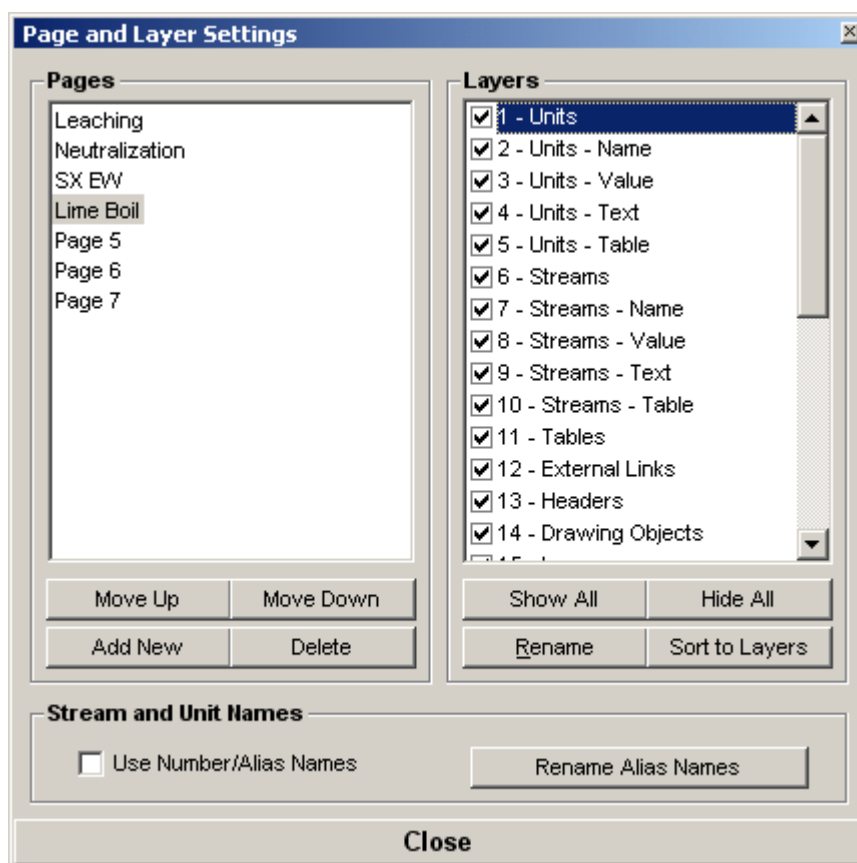 Page and Layer Settings
Pages
Leaching
Neutralization
SX EW
Lime Boil
Page 5
Page 6
Page 7
Move Up
Move Down
Add New
Delete
Layers
1 - Units
2 - Units - Name
3 - Units - Value
4 - Units - Text
5 - Units - Table
6 - Streams
7 - Streams - Name
8 - Streams - Value
9 - Streams - Text
10 - Streams - Table
11 - Tables
12 - External Links
13 - Headers
14 - Drawing Objects
Show All
Hide All
Rename
Sort to Layers
Stream and Unit Names
Use Number/Alias Names
Rename Alias Names
Close